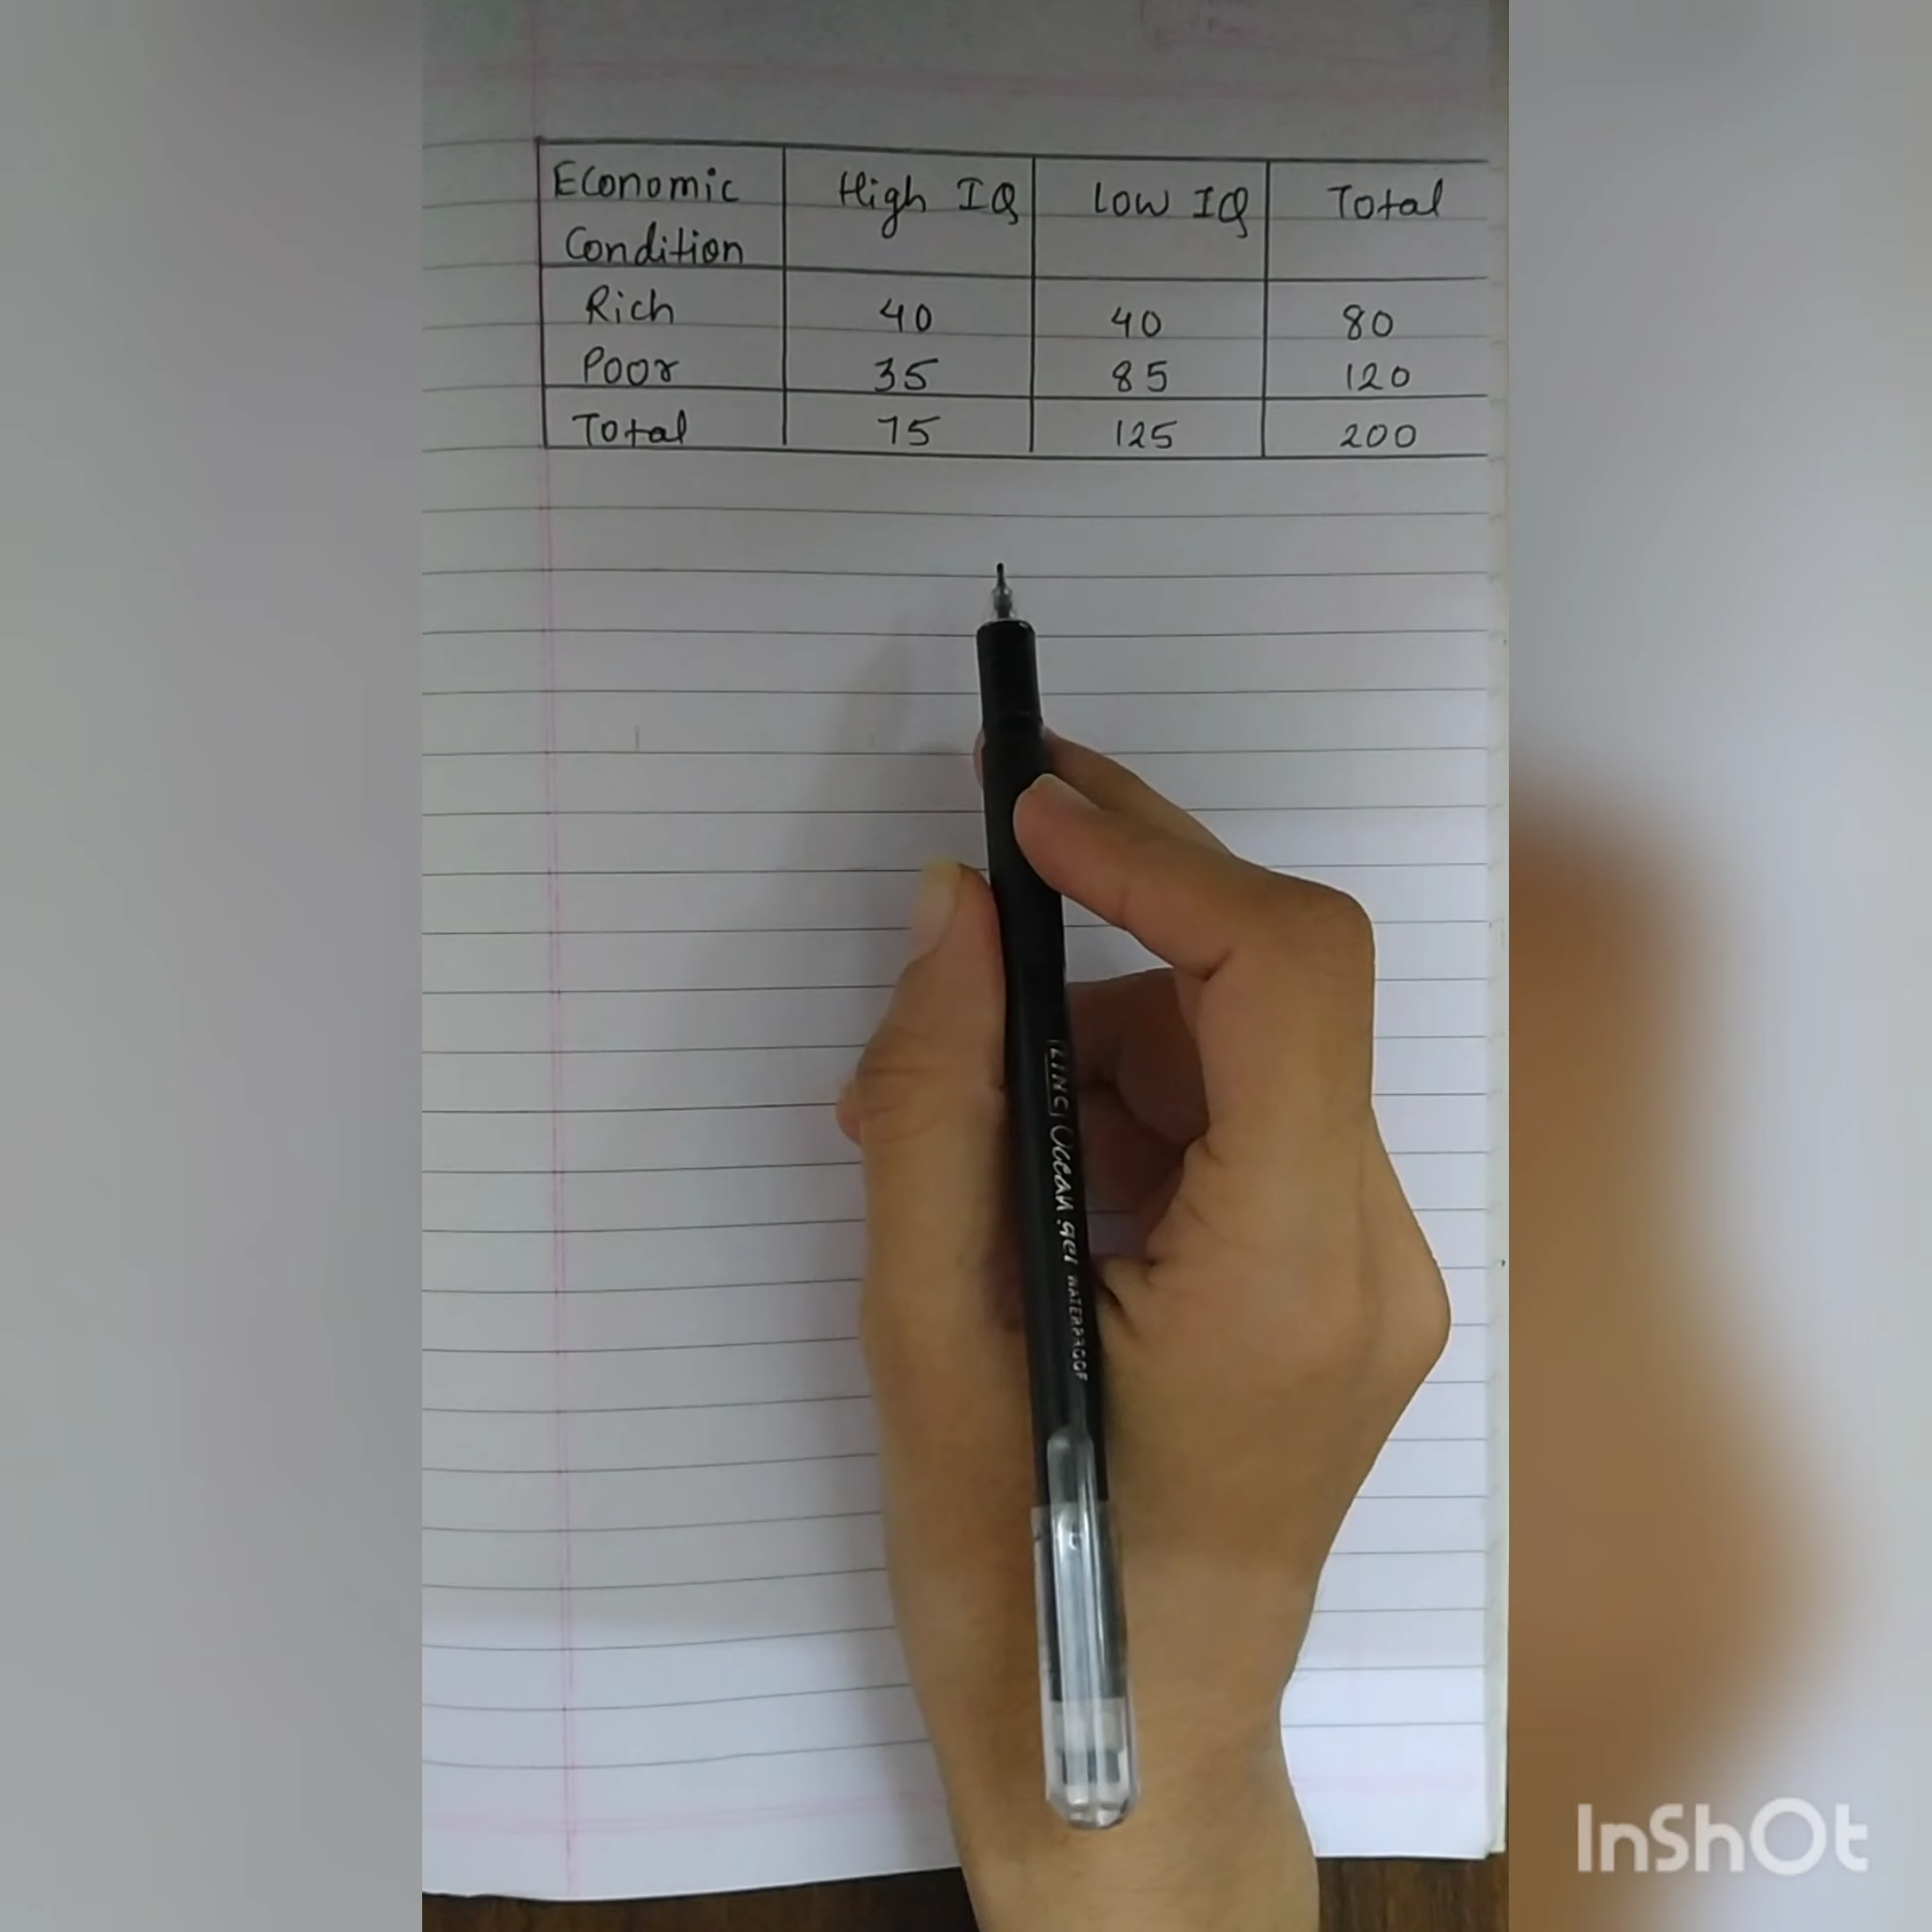 Economic Condition High IQ Low IQ Total
Rich 40 40 80
Poor 35 85 120
Total 75 125 200
LINC Ocean gel WATERPROOF
InShOt